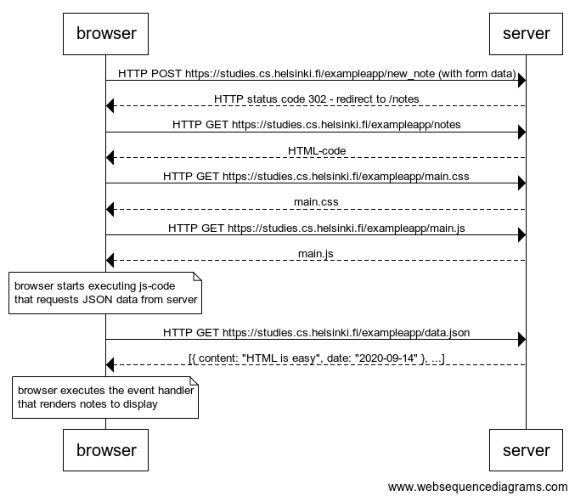 browser
server
HTTP POST https://studies.cs.helsinki.fi/exampleapp/new_note (with form data)
HTTP status code 302 - redirect to /notes
HTTP GET https://studies.cs.helsinki.fi/exampleapp/notes
HTML-code
HTTP GET https://studies.cs.helsinki.fi/exampleapp/main.css
main.css
HTTP GET https://studies.cs.helsinki.fi/exampleapp/main.js
main.js
browser starts executing js-code
that requests JSON data from server
HTTP GET https://studies.cs.helsinki.fi/exampleapp/data.json
[{ content: "HTML is easy", date: "2020-09-14" }, ...]
browser executes the event handler
that renders notes to display
browser
server
www.websequencediagrams.com